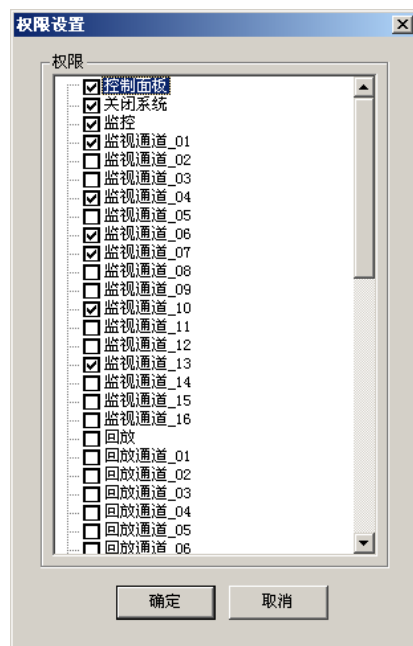 权限设置
权限
控制面板
关闭系统
监控
监视通道_01
监视通道_02
监视通道_03
监视通道_04
监视通道_05
监视通道_06
监视通道_07
监视通道_08
监视通道_09
监视通道_10
监视通道_11
监视通道_12
监视通道_13
监视通道_14
监视通道_15
监视通道_16
回放
回放通道_01
回放通道_02
回放通道_03
回放通道_04
回放通道_05
回放通道_06
确定
取消